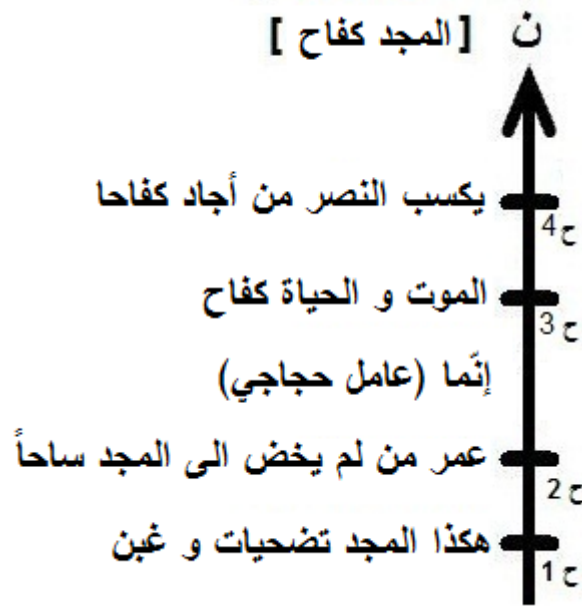 ن [ المجد كفاح ]
يكسب النصر من أجاد كفاحا ح4
الموت و الحياة كفاح ح3
إنّما (عامل حجاجي)
عمر من لم يخض الى المجد ساحاً ح2
هكذا المجد تضحيات و غبن ح1